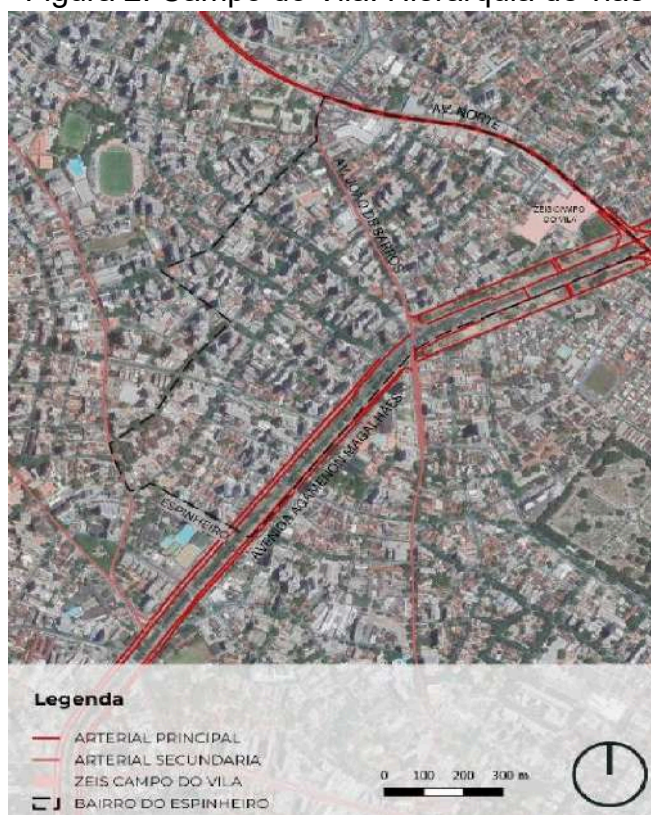 Figura 2: Campo do Vila: Hierarquia de vias
AV. NORTE
AV. JOÃO DE BARROS
ZEIS CAMPO
DO VILA
AVENIDA AGAMENON MAGALHÃES
ESPINHEIRO
Legenda
ARTERIAL PRINCIPAL
ARTERIAL SECUNDARIA
ZEIS CAMPO DO VILA
BAIRRO DO ESPINHEIRO
0 100 200 300 m